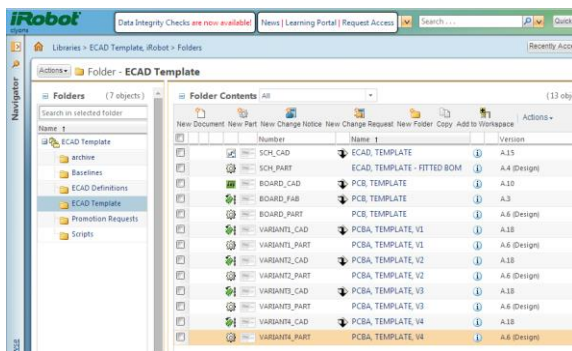 iRobot
Data Integrity Checks are now available!
News | Learning Portal | Request Access
Search . . .
Quick
Libraries > ECAD Template, iRobot > Folders
Recently Acce
Navigator
Actions
Folder - ECAD Template
Folders (7 objects)
Search in selected folder
Name ↑
ECAD Template
archive
Baselines
ECAD Definitions
ECAD Template
Promotion Requests
Scripts
Folder Contents All (13 obj
New Document New Part New Change Notice New Change Request New Folder Copy Add to Workspace Actions
Number Name ↑ Version
SCH_CAD ECAD, TEMPLATE A.15
SCH_PART ECAD, TEMPLATE - FITTED BOM A.4 (Design)
BOARD_CAD PCB, TEMPLATE A.10
BOARD_FAB PCB, TEMPLATE A.3
BOARD_PART PCB, TEMPLATE A.6 (Design)
VARIANT1_CAD PCBA, TEMPLATE, V1 A.18
VARIANT1_PART PCBA, TEMPLATE, V1 A.6 (Design)
VARIANT2_CAD PCBA, TEMPLATE, V2 A.18
VARIANT2_PART PCBA, TEMPLATE, V2 A.6 (Design)
VARIANT3_CAD PCBA, TEMPLATE, V3 A.18
VARIANT3_PART PCBA, TEMPLATE, V3 A.6 (Design)
VARIANT4_CAD PCBA, TEMPLATE, V4 A.18
VARIANT4_PART PCBA, TEMPLATE, V4 A.6 (Design)